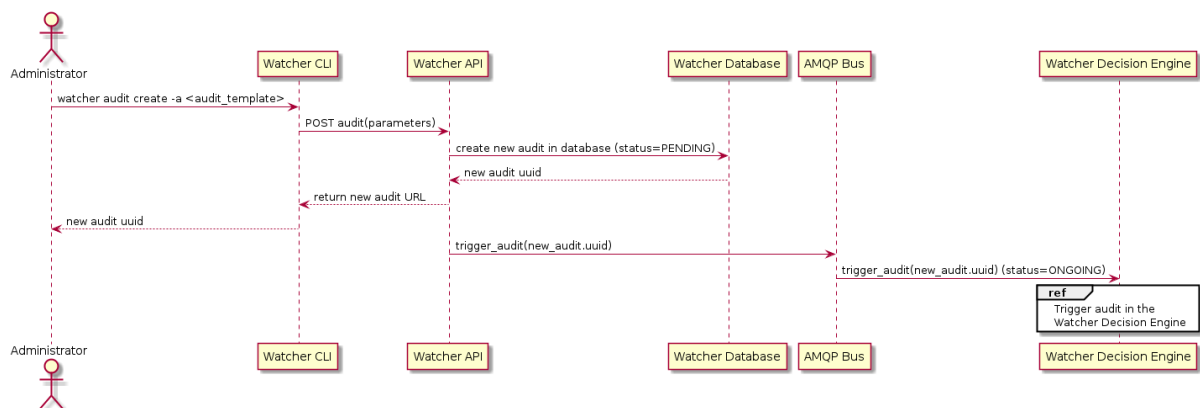 Administrator
Watcher CLI
Watcher API
Watcher Database
AMQP Bus
Watcher Decision Engine
watcher audit create -a <audit_template>
POST audit(parameters)
create new audit in database (status=PENDING)
new audit uuid
return new audit URL
new audit uuid
trigger_audit(new_audit.uuid)
trigger_audit(new_audit.uuid) (status=ONGOING)
ref
Trigger audit in the
Watcher Decision Engine
Administrator
Watcher CLI
Watcher API
Watcher Database
AMQP Bus
Watcher Decision Engine